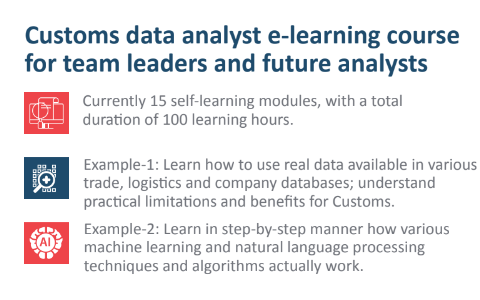 Customs data analyst e-learning course
for team leaders and future analysts
Currently 15 self-learning modules, with a total
duration of 100 learning hours.
Example-1: Learn how to use real data available in various
trade, logistics and company databases; understand
practical limitations and benefits for Customs.
AI
Example-2: Learn in step-by-step manner how various
machine learning and natural language processing
techniques and algorithms actually work.